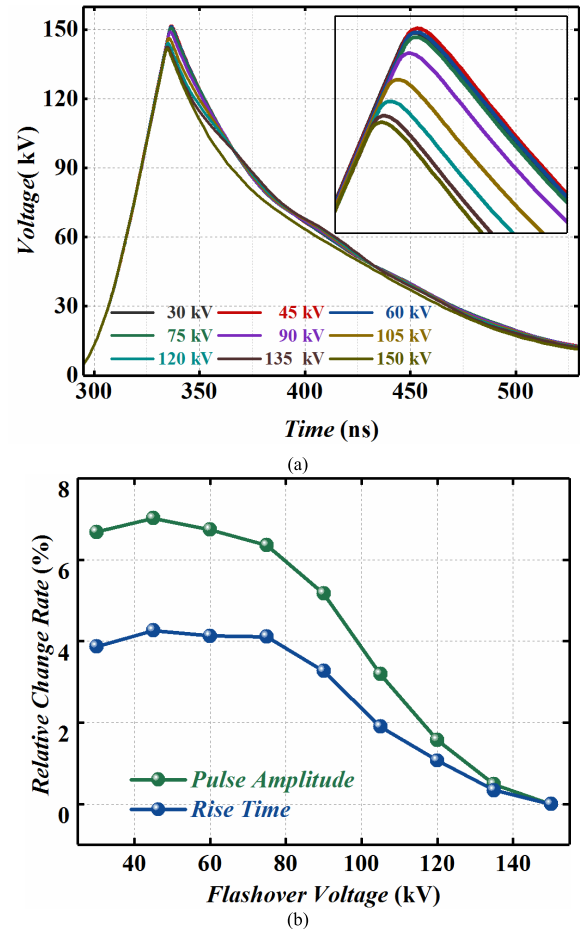 150
120
90
60
30
0
Voltage( kV)
30 kV 45 kV 60 kV
75 kV 90 kV 105 kV
120 kV 135 kV 150 kV
300 350 400 450 500
Time (ns)
(a)
8
6
4
2
0
Relative Change Rate (%)
Pulse Amplitude
Rise Time
40 60 80 100 120 140
Flashover Voltage (kV)
(b)